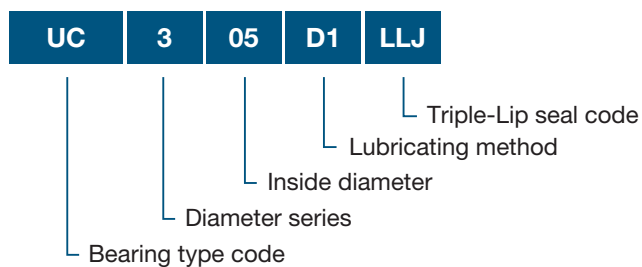 UC 3 05 D1 LLJ
Triple-Lip seal code
Lubricating method
Inside diameter
Diameter series
Bearing type code